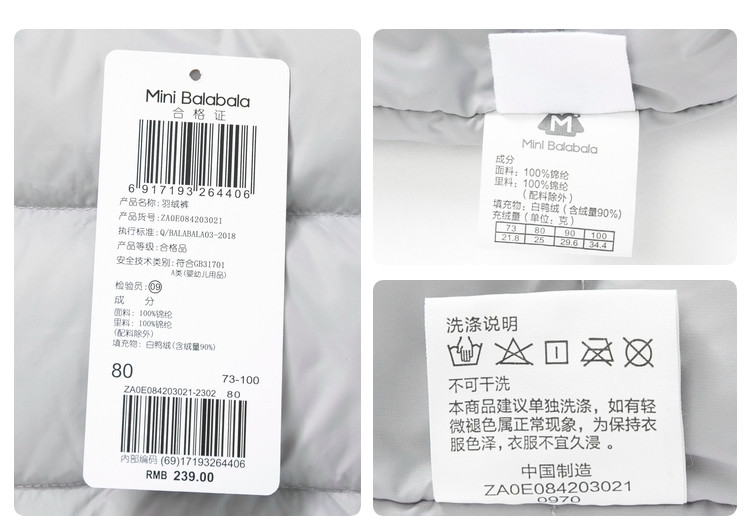 Mini Balabala
合格证
6 917193 264406
产品名称: 羽绒裤
产品货号: ZA0E084203021
执行标准: Q/BALABALA03-2018
产品等级: 合格品
安全技术类别: 符合GB31701
A类(婴幼儿用品)
检验员: 09
成 分
面料: 100%锦纶
里料: 100%锦纶
(配料除外)
填充物: 白鸭绒(含绒量90%)
80 73-100
ZA0E084203021-2302 80
内部编码 (69)17193264406
RMB 239.00
M
Mini Balabala
成分
面料: 100%锦纶
里料: 100%锦纶
(配料除外)
填充物: 白鸭绒(含绒量90%)
充绒量(单位: 克)
73 80 90 100
21.8 25 29.6 34.4
洗涤说明
不可干洗
本商品建议单独洗涤, 如有轻
微褪色属正常现象, 为保持衣
服色泽, 衣服不宜久浸。
中国制造
ZA0E084203021
0970